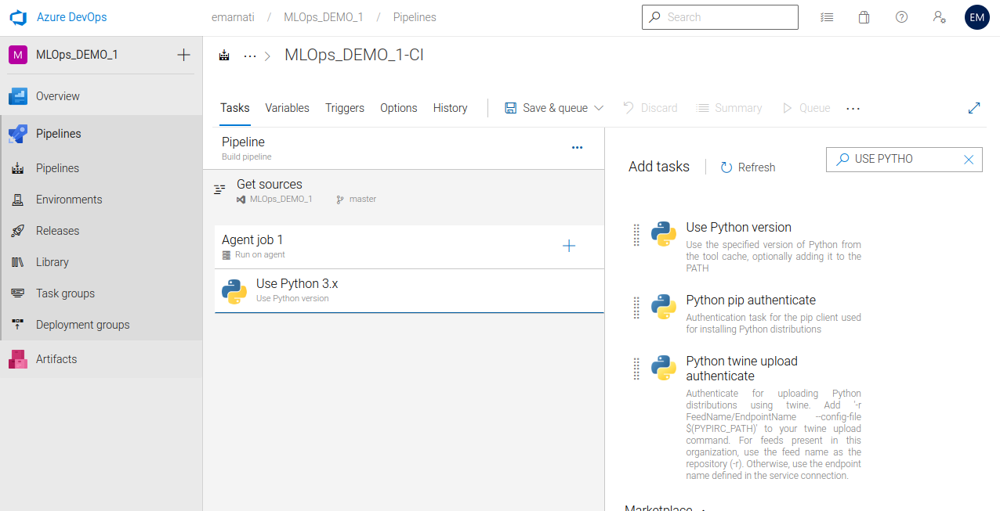 Azure DevOps
emarnati / MLOps_DEMO_1 / Pipelines
Search
EM
M MLOps_DEMO_1
Overview
Pipelines
Pipelines
Environments
Releases
Library
Task groups
Deployment groups
Artifacts
... > MLOps_DEMO_1-CI
Tasks Variables Triggers Options History Save & queue Discard Summary Queue ...
Pipeline
Build pipeline
Get sources
MLOps_DEMO_1 master
Agent job 1
Run on agent
Use Python 3.x
Use Python version
Add tasks Refresh USE PYTHO
Use Python version
Use the specified version of Python from
the tool cache, optionally adding it to the
PATH
Python pip authenticate
Authentication task for the pip client used
for installing Python distributions
Python twine upload
authenticate
Authenticate for uploading Python
distributions using twine. Add '-r
FeedName/EndpointName --config-file
$(PYPIRC_PATH)' to your twine upload
command. For feeds present in this
organization, use the feed name as the
repository (-r). Otherwise, use the endpoint
name defined in the service connection.
Marketplace